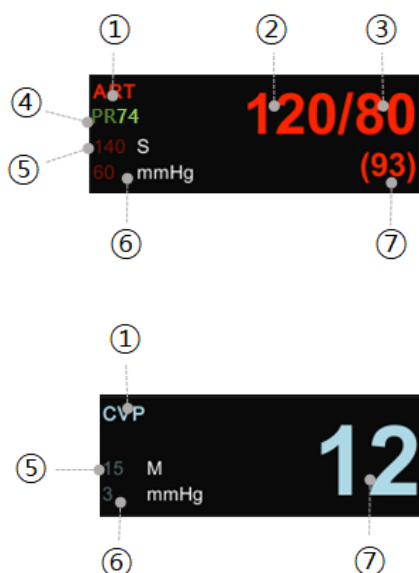 ① ② ③
ART
120/80
④ PR74
⑤ 140 S
60 mmHg
(93)
⑥ ⑦
①
CVP
12
⑤ 15 M
3 mmHg
⑥ ⑦